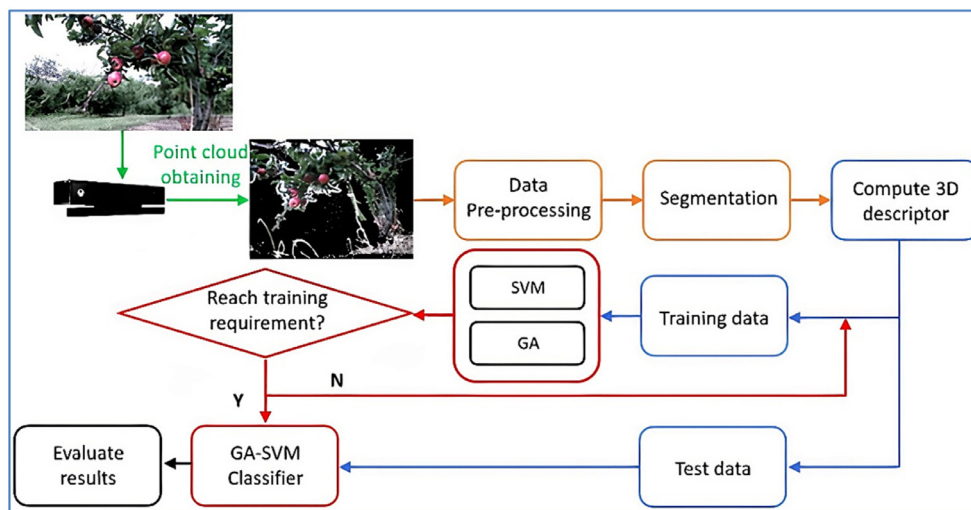 Point cloud
obtaining
Data
Pre-processing
Segmentation
Compute 3D
descriptor
Reach training
requirement?
SVM
GA
Training data
Y
N
Evaluate
results
GA-SVM
Classifier
Test data